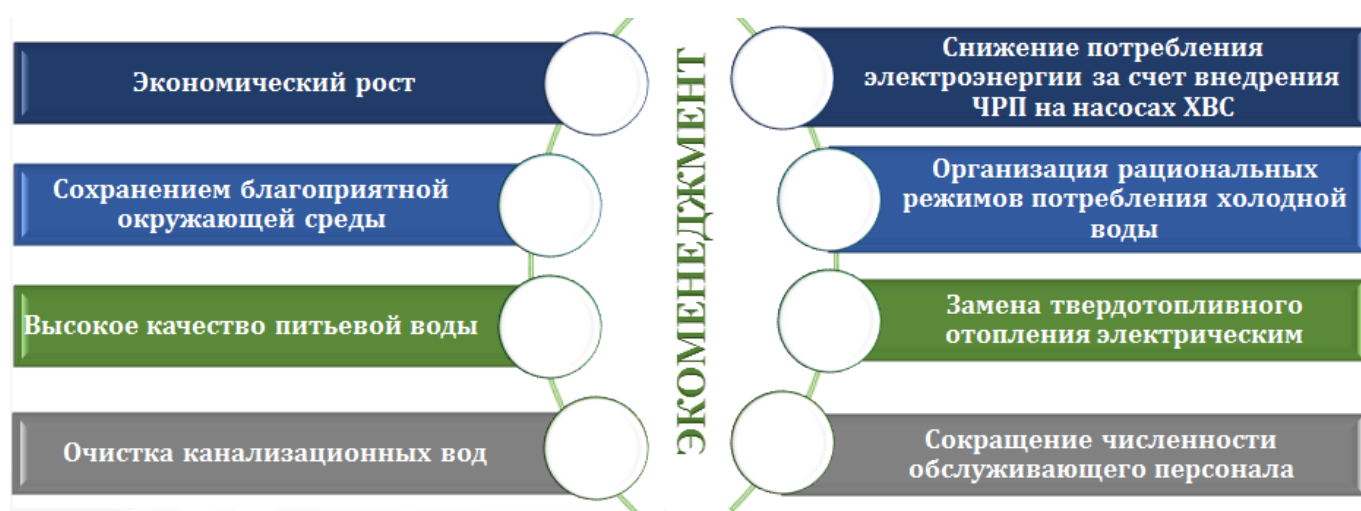 Экономический рост
Сохранением благоприятной
окружающей среды
Высокое качество питьевой воды
Очистка канализационных вод
ЭКОМЕНЕДЖМЕНТ
Снижение потребления
электроэнергии за счет внедрения
ЧРП на насосах ХВС
Организация рациональных
режимов потребления холодной
воды
Замена твердотопливного
отопления электрическим
Сокращение численности
обслуживающего персонала